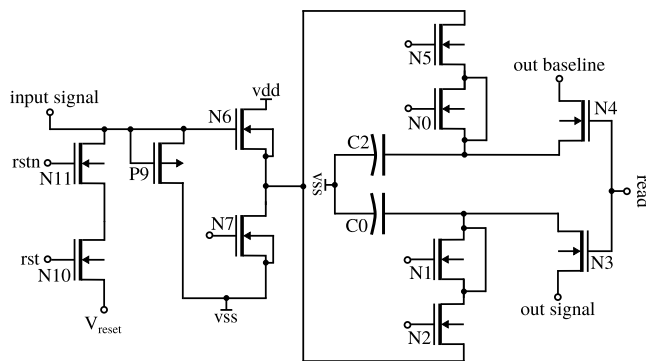 input signal
rstn
N11
rst
N10
V_reset
P9
N6
vdd
N7
vss
N5
N0
C2
vss
C0
N1
N2
out baseline
N4
read
N3
out signal